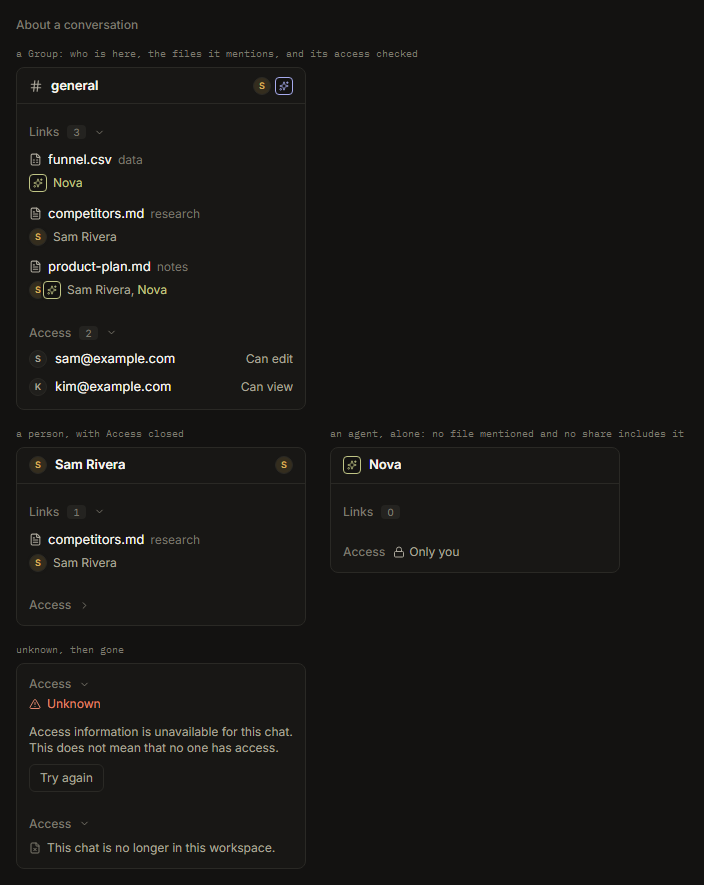 About a conversation
a Group: who is here, the files it mentions, and its access checked
# general S
Links 3
funnel.csv data
Nova
competitors.md research
S Sam Rivera
product-plan.md notes
S Sam Rivera, Nova
Access 2
S sam@example.com Can edit
K kim@example.com Can view
a person, with Access closed
S Sam Rivera S
Links 1
competitors.md research
S Sam Rivera
Access
an agent, alone: no file mentioned and no share includes it
Nova
Links 0
Access Only you
unknown, then gone
Access
Unknown
Access information is unavailable for this chat.
This does not mean that no one has access.
Try again
Access
This chat is no longer in this workspace.